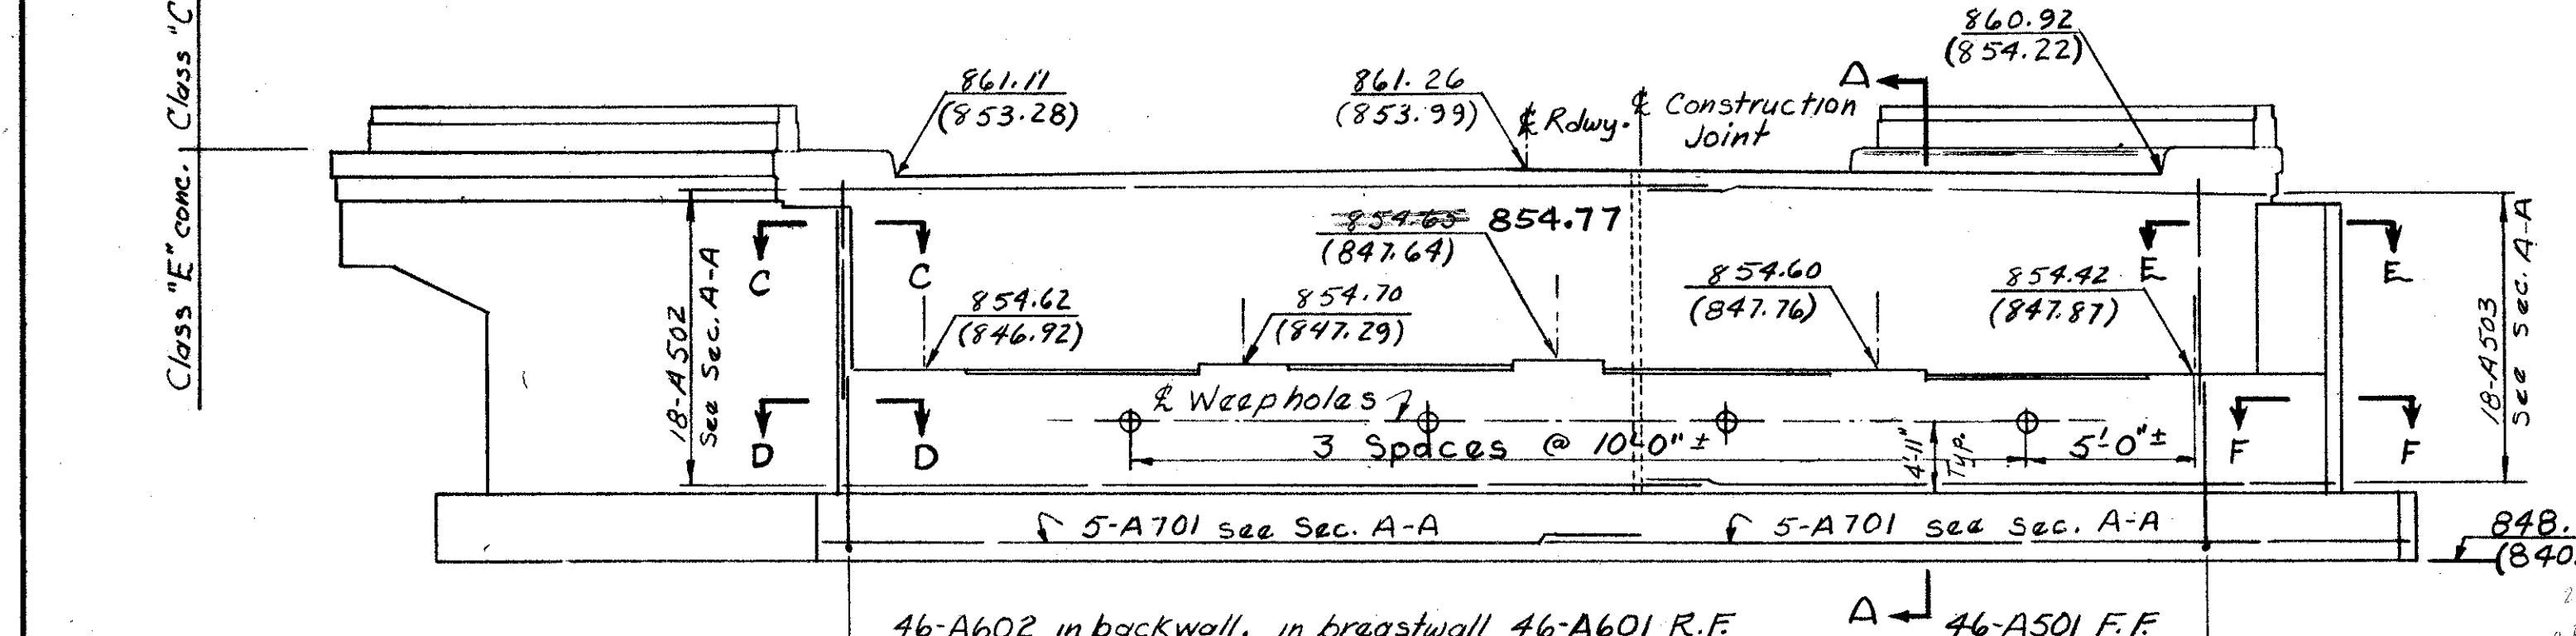 Class "E" conc. Class "C
861.11
(853.28)
861.26
(853.99)
℄ Rdwy.
℄ Construction
Joint
A
860.92
(854.22)
18-A502
See Sec. A-A
C
C
D
D
854.62
(846.92)
854.70
(847.29)
854.65 854.77
(847.64)
854.60
(847.76)
854.42
(847.87)
E
E
18-A503
See Sec. A-A
℄ Weepholes
3 Spaces @ 10'-0" ±
4'-11"
Typ.
5'-0" ±
F
F
5-A701 see Sec. A-A
5-A701 see Sec. A-A
848.
(840.
46-A602 in backwall, in breastwall 46-A601 R.F.
A
46-A501 F.F.